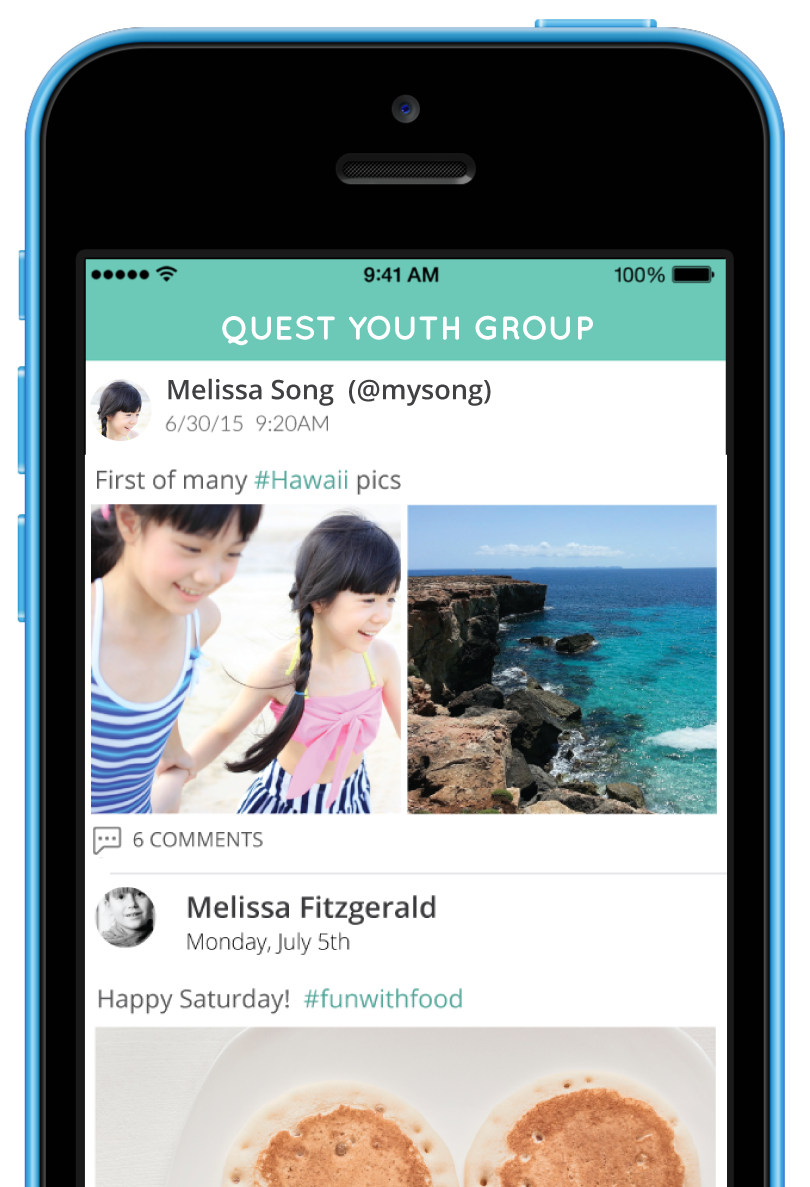 9:41 AM 100%
QUEST YOUTH GROUP
Melissa Song (@mysong)
6/30/15 9:20AM
First of many #Hawaii pics
6 COMMENTS
Melissa Fitzgerald
Monday, July 5th
Happy Saturday! #funwithfood